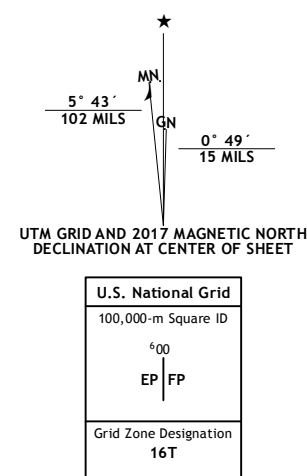 MN.
5° 43´
102 MILS
GN
0° 49´
15 MILS
UTM GRID AND 2017 MAGNETIC NORTH
DECLINATION AT CENTER OF SHEET
U.S. National Grid
100,000-m Square ID
⁶00
EP FP
Grid Zone Designation
16T